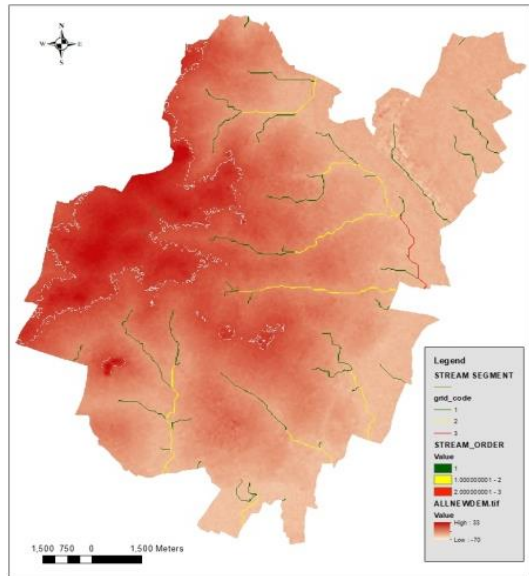 N
W E
S
Legend
STREAM SEGMENT
grid_code
1
2
3
STREAM_ORDER
Value
1
1.000000001 - 2
2.000000001 - 3
ALLNEWDEM.tif
Value
High : 33
Low : -70
1,500 750 0 1,500 Meters